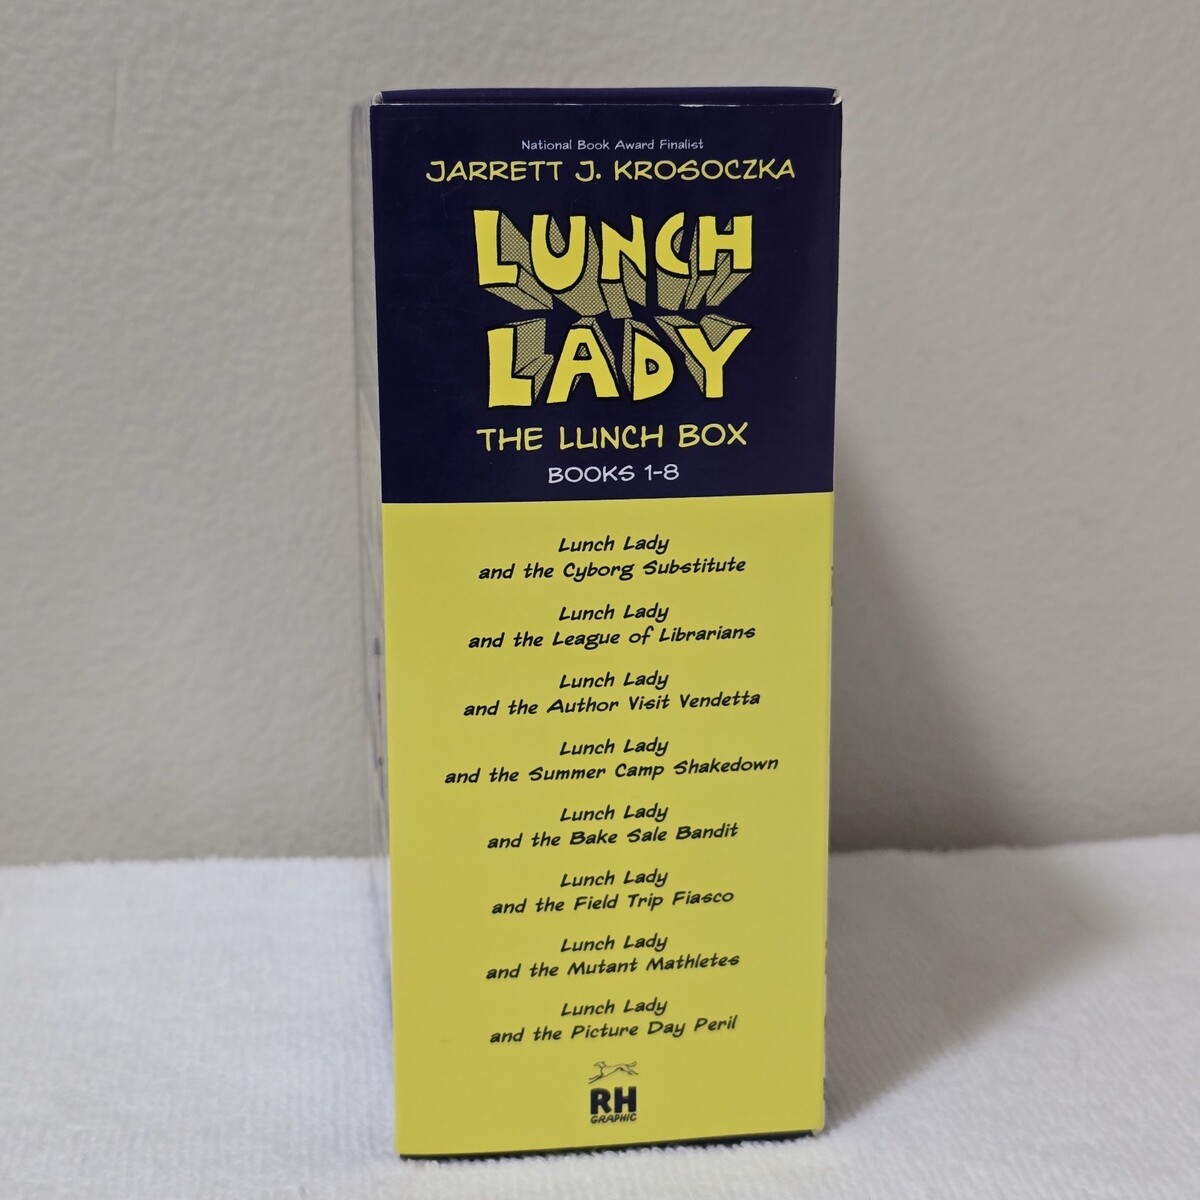 National Book Award Finalist
JARRETT J. KROSOCZKA
LUNCH
LADY
THE LUNCH BOX
BOOKS 1-8
Lunch Lady
and the Cyborg Substitute
Lunch Lady
and the League of Librarians
Lunch Lady
and the Author Visit Vendetta
Lunch Lady
and the Summer Camp Shakedown
Lunch Lady
and the Bake Sale Bandit
Lunch Lady
and the Field Trip Fiasco
Lunch Lady
and the Mutant Mathletes
Lunch Lady
and the Picture Day Peril
RH
GRAPHIC